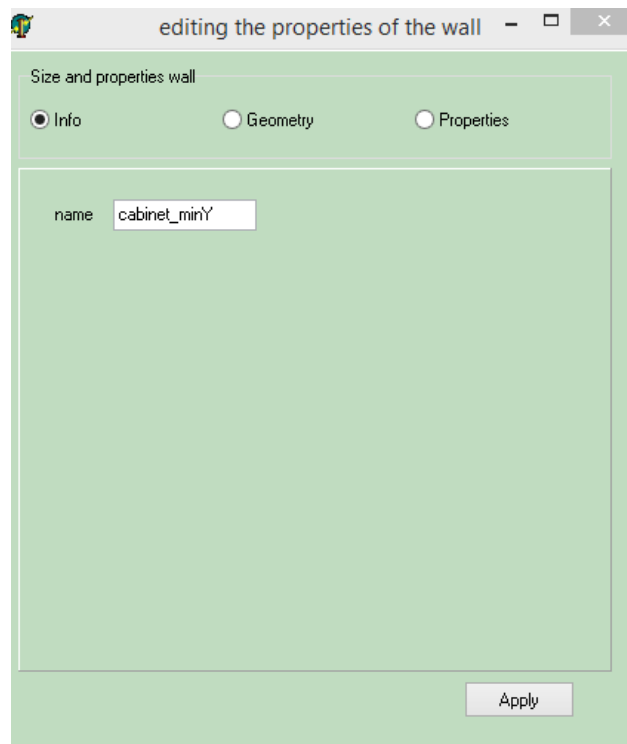 editing the properties of the wall
Size and properties wall
Info Geometry Properties
name cabinet_minY
Apply